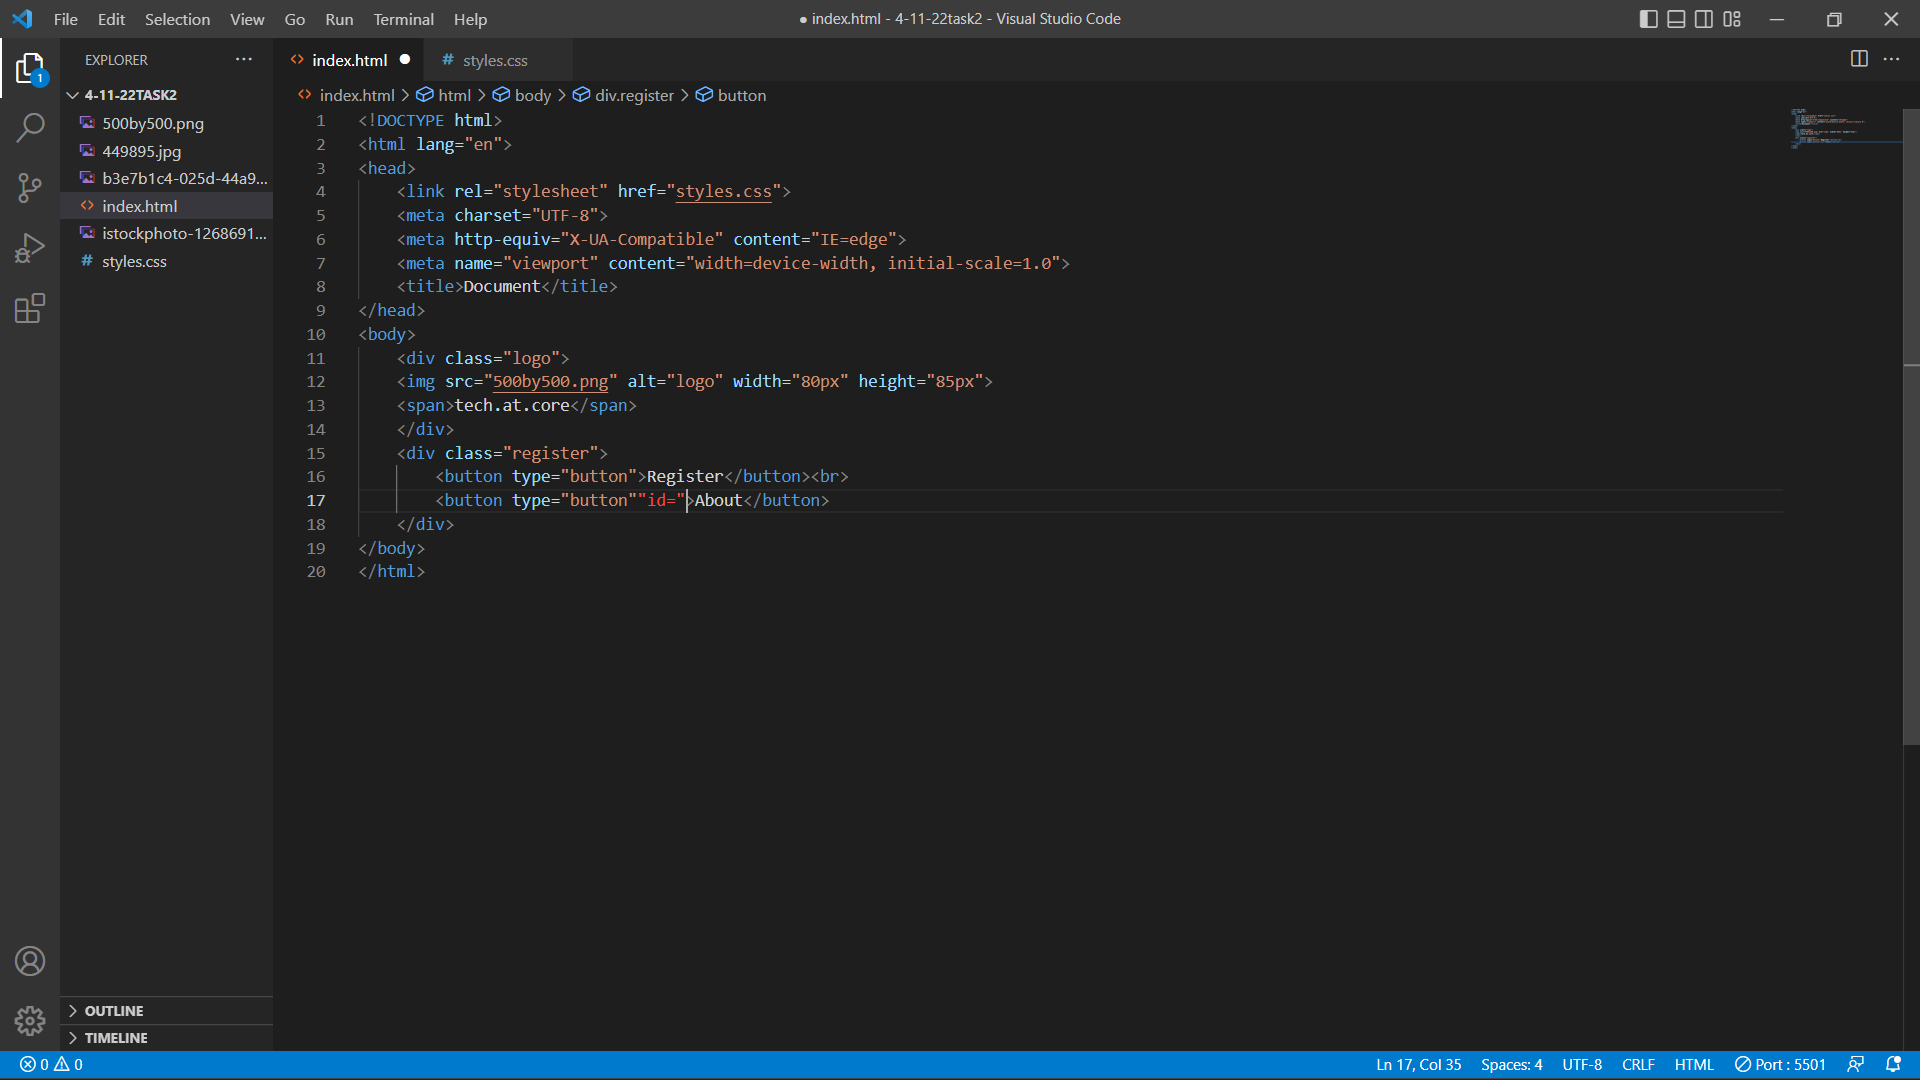 File Edit Selection View Go Run Terminal Help
● index.html - 4-11-22task2 - Visual Studio Code
EXPLORER
index.html
# styles.css
1
4-11-22TASK2
500by500.png
449895.jpg
b3e7b1c4-025d-44a9...
index.html
istockphoto-1268691...
# styles.css
index.html > html > body > div.register > button
1 <!DOCTYPE html>
2 <html lang="en">
3 <head>
4 <link rel="stylesheet" href="styles.css">
5 <meta charset="UTF-8">
6 <meta http-equiv="X-UA-Compatible" content="IE=edge">
7 <meta name="viewport" content="width=device-width, initial-scale=1.0">
8 <title>Document</title>
9 </head>
10 <body>
11 <div class="logo">
12 <img src="500by500.png" alt="logo" width="80px" height="85px">
13 <span>tech.at.core</span>
14 </div>
15 <div class="register">
16 <button type="button">Register</button><br>
17 <button type="button""id=">About</button>
18 </div>
19 </body>
20 </html>
OUTLINE
TIMELINE
0 0
Ln 17, Col 35 Spaces: 4 UTF-8 CRLF HTML Port : 5501